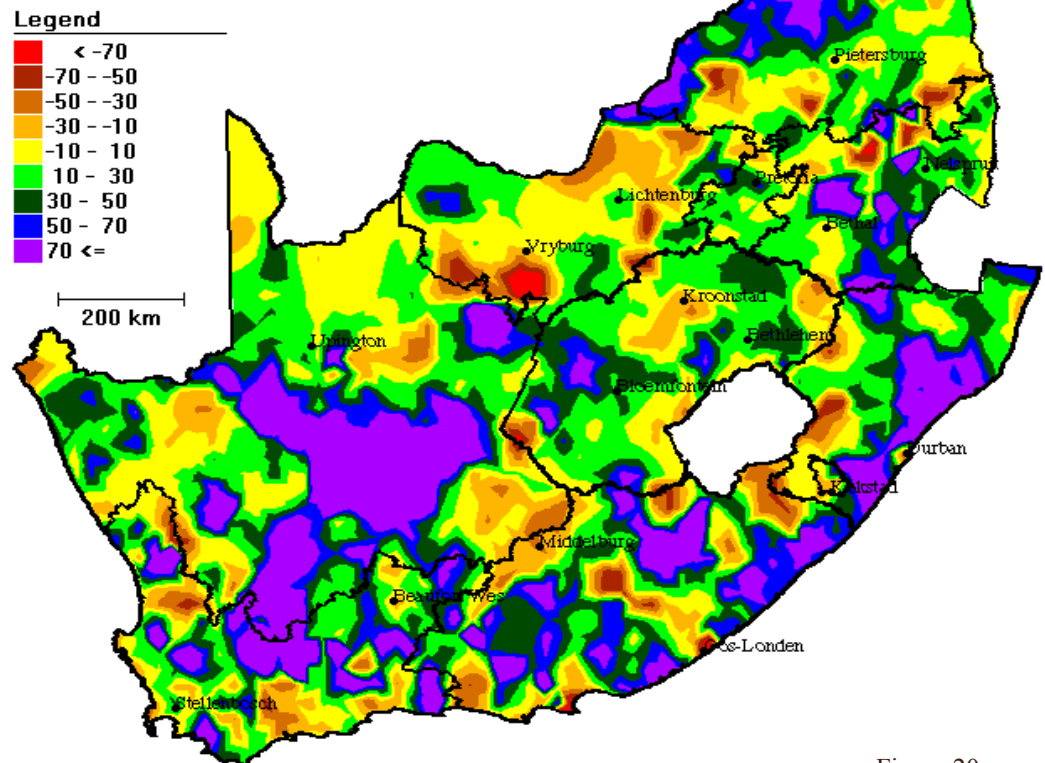 Legend
< -70
-70 - -50
-50 - -30
-30 - -10
-10 - 10
10 - 30
30 - 50
50 - 70
70 <=
200 km
Pietersburg
Nelspruit
Pretoria
Lichtenburg
Bethal
Vryburg
Kroonstad
Upington
Bethlehem
Bloemfontein
Durban
Kokstad
Middelburg
Beaufort Wes
Oos-Londen
Stellenbosch